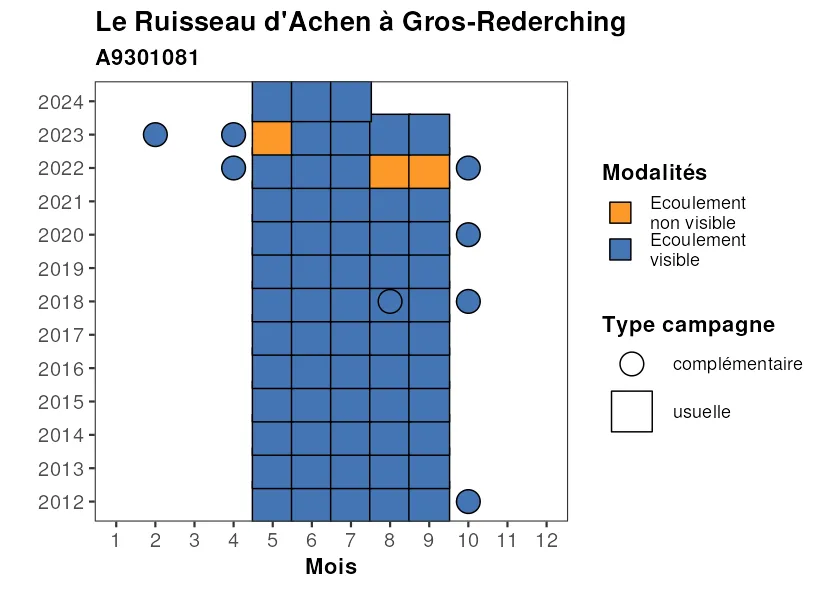 Le Ruisseau d'Achen à Gros-Rederching
A9301081
2024
2023
2022
2021
2020
2019
2018
2017
2016
2015
2014
2013
2012
1 2 3 4 5 6 7 8 9 10 11 12
Mois
Modalités
Ecoulement
non visible
Ecoulement
visible
Type campagne
complémentaire
usuelle